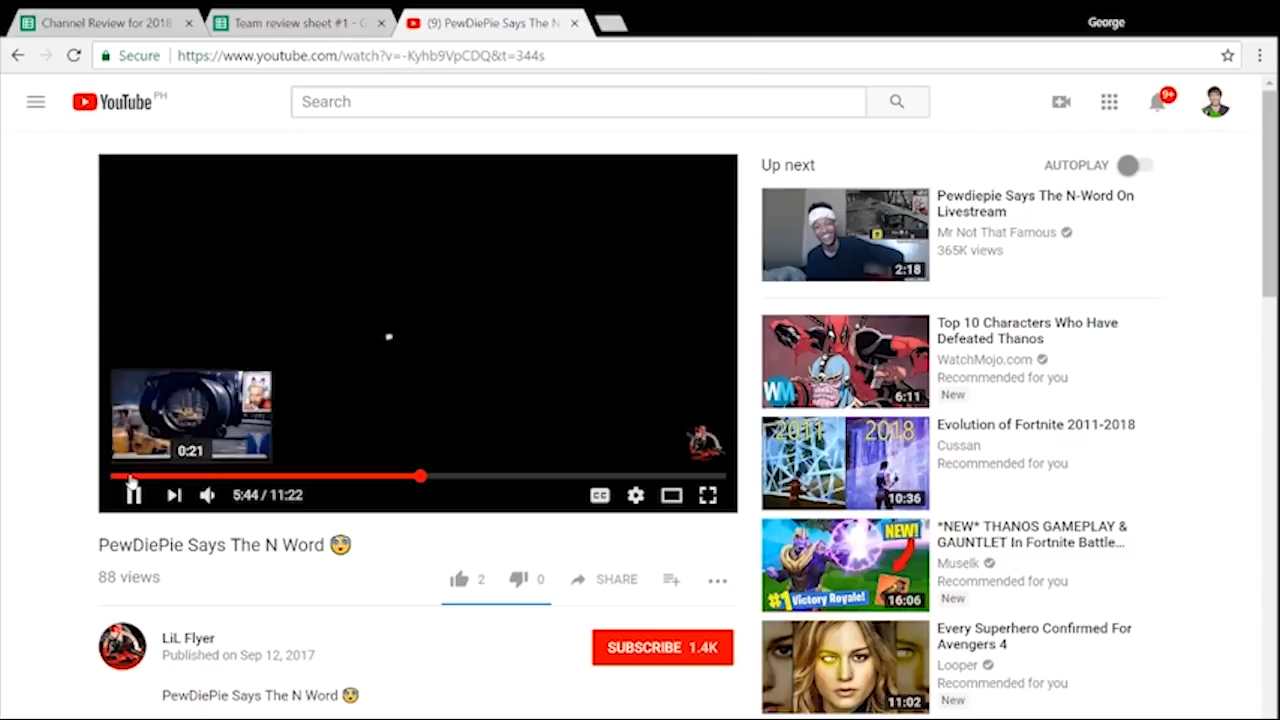 Channel Review for 2018
Team review sheet #1 - G
(9) PewDiePie Says The N
George
Secure
https://www.youtube.com/watch?v=-Kyhb9VpCDQ&t=344s
YouTube PH
Search
9+
0:21
5:44 / 11:22
CC
PewDiePie Says The N Word 😨
88 views
2
0
SHARE
LiL Flyer
Published on Sep 12, 2017
SUBSCRIBE 1.4K
PewDiePie Says The N Word 😨
Up next
AUTOPLAY
2:18
Pewdiepie Says The N-Word On
Livestream
Mr Not That Famous
365K views
WM
6:11
Top 10 Characters Who Have
Defeated Thanos
WatchMojo.com
Recommended for you
New
2011 2018
10:36
Evolution of Fortnite 2011-2018
Cussan
Recommended for you
NEW!
#1 Victory Royale!
16:06
*NEW* THANOS GAMEPLAY &
GAUNTLET In Fortnite Battle...
Muselk
Recommended for you
New
11:02
Every Superhero Confirmed For
Avengers 4
Looper
Recommended for you
New